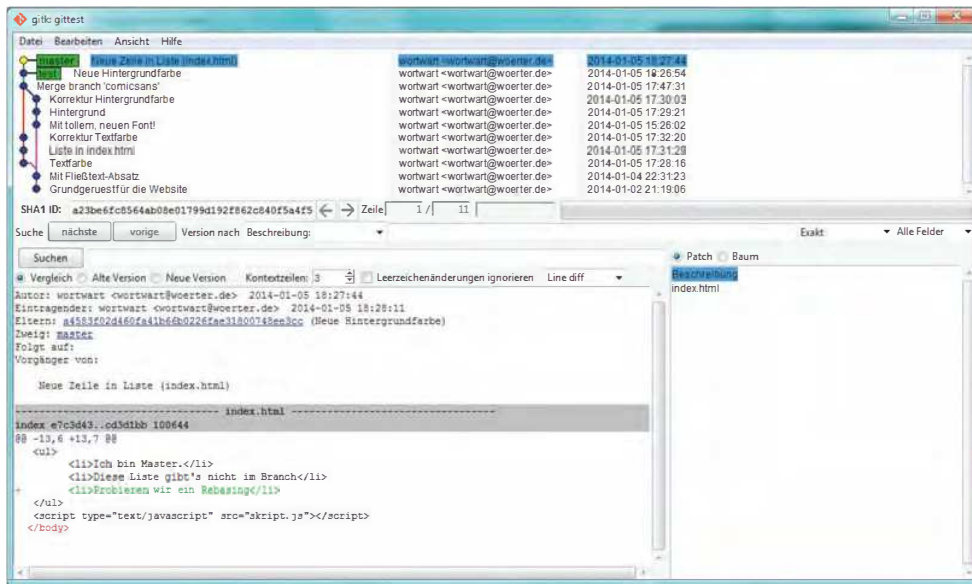 gitk: gittest
Datei Bearbeiten Ansicht Hilfe
master Neue Zeile in Liste (index.html) wortwart <wortwart@woerter.de> 2014-01-05 18:27:44
test Neue Hintergrundfarbe wortwart <wortwart@woerter.de> 2014-01-05 18:26:54
Merge branch 'comicsans' wortwart <wortwart@woerter.de> 2014-01-05 17:47:31
Korrektur Hintergrundfarbe wortwart <wortwart@woerter.de> 2014-01-05 17:30:03
Hintergrund wortwart <wortwart@woerter.de> 2014-01-05 17:29:21
Mit tollem, neuen Font! wortwart <wortwart@woerter.de> 2014-01-05 15:26:02
Korrektur Textfarbe wortwart <wortwart@woerter.de> 2014-01-05 17:32:20
Liste in index.html wortwart <wortwart@woerter.de> 2014-01-05 17:31:29
Textfarbe wortwart <wortwart@woerter.de> 2014-01-05 17:28:16
Mit Fließtext-Absatz wortwart <wortwart@woerter.de> 2014-01-04 22:31:23
Grundgeruest für die Website wortwart <wortwart@woerter.de> 2014-01-02 21:19:06
SHA1 ID: a23be6fc8564ab08e01799d192f862c840f5a4f5 Zeile 1 / 11
Suche nächste vorige Version nach Beschreibung: Exakt Alle Felder
Suchen
Patch Baum
Vergleich Alte Version Neue Version Kontextzeilen: 3 Leerzeichenänderungen ignorieren Line diff
Beschreibung
index.html
Autor: wortwart <wortwart@woerter.de> 2014-01-05 18:27:44
Eintragender: wortwart <wortwart@woerter.de> 2014-01-05 18:28:11
Eltern: a4583f02d460fa41b66b0226fae31800748ee3cc (Neue Hintergrundfarbe)
Zweig: master
Folgt auf:
Vorgänger von:
Neue Zeile in Liste (index.html)
---------------------------------- index.html ----------------------------------
index e7c3d43..cd3d1bb 100644
@@ -13,6 +13,7 @@
<ul>
<li>Ich bin Master.</li>
<li>Diese Liste gibt's nicht im Branch</li>
+ <li>Probieren wir ein Rebasing</li>
</ul>
<script type="text/javascript" src="skript.js"></script>
</body>